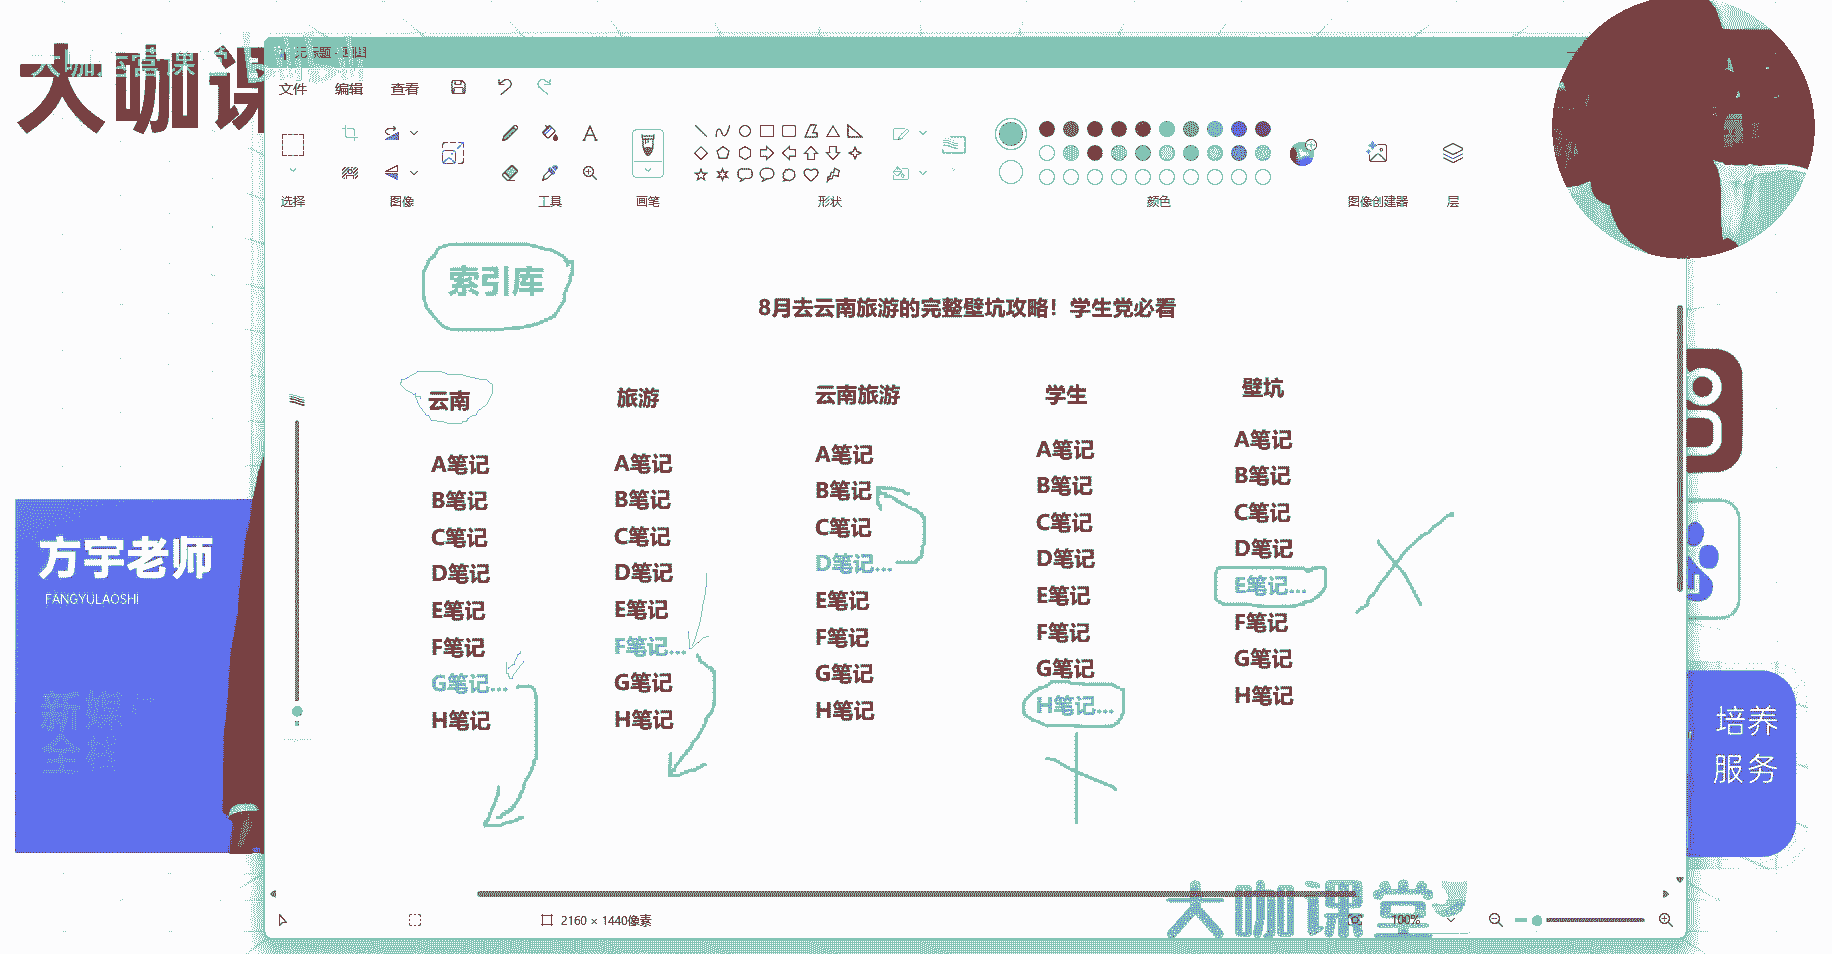 大咖课
大咖运营课
无标题 - 画图
文件 编辑 查看
选择 图像 工具 画笔 形状 颜色 图像创建器 层
索引库
8月去云南旅游的完整壁坑攻略！学生党必看
云南 旅游 云南旅游 学生 壁坑
A笔记 A笔记 A笔记 A笔记 A笔记
B笔记 B笔记 B笔记 B笔记 B笔记
C笔记 C笔记 C笔记 C笔记 C笔记
D笔记 D笔记 D笔记... D笔记 D笔记
E笔记 E笔记 E笔记 E笔记 E笔记...
F笔记 F笔记... F笔记 F笔记 F笔记
G笔记... G笔记 G笔记 G笔记 G笔记
H笔记 H笔记 H笔记 H笔记... H笔记
方宇老师
FANGYULAOSHI
新媒
培养
服务
大咖课堂
2160 × 1440像素
100%